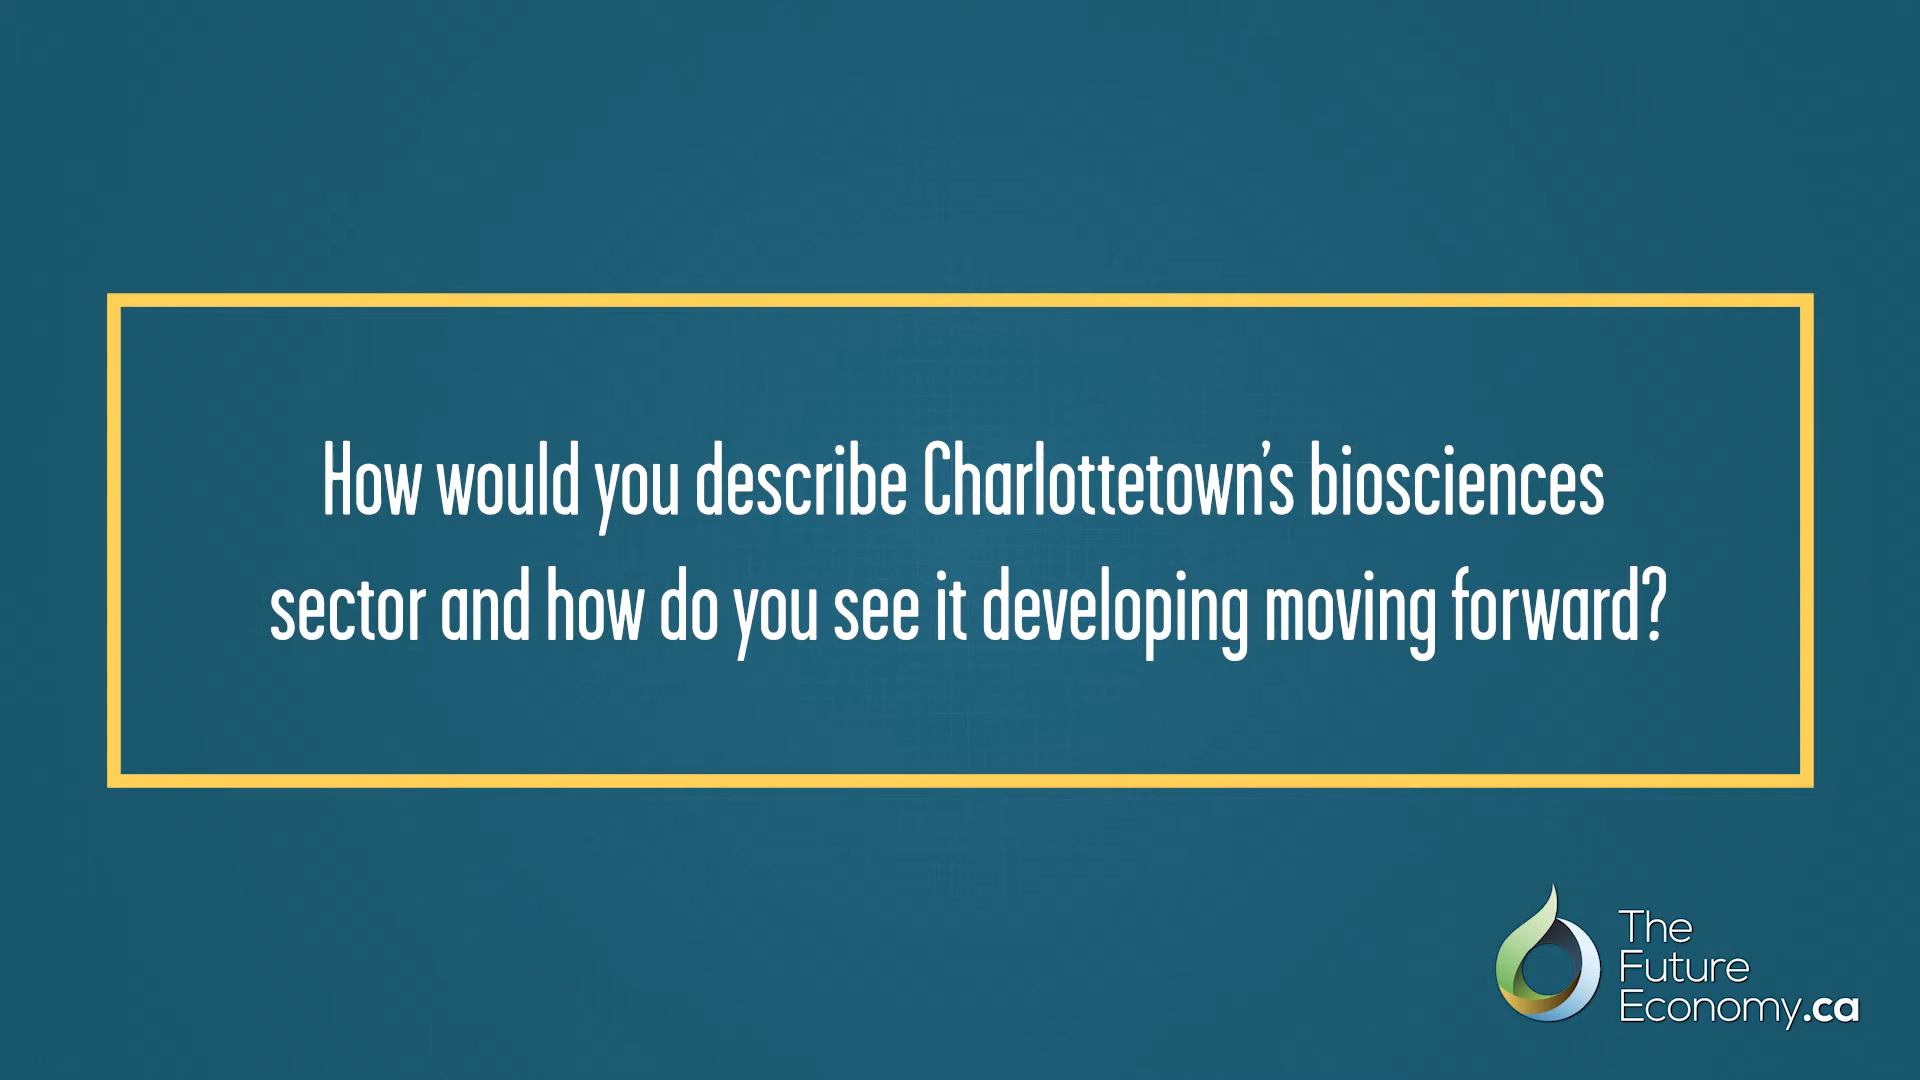 How would you describe Charlottetown’s biosciences
sector and how do you see it developing moving forward?
The
Future
Economy.ca